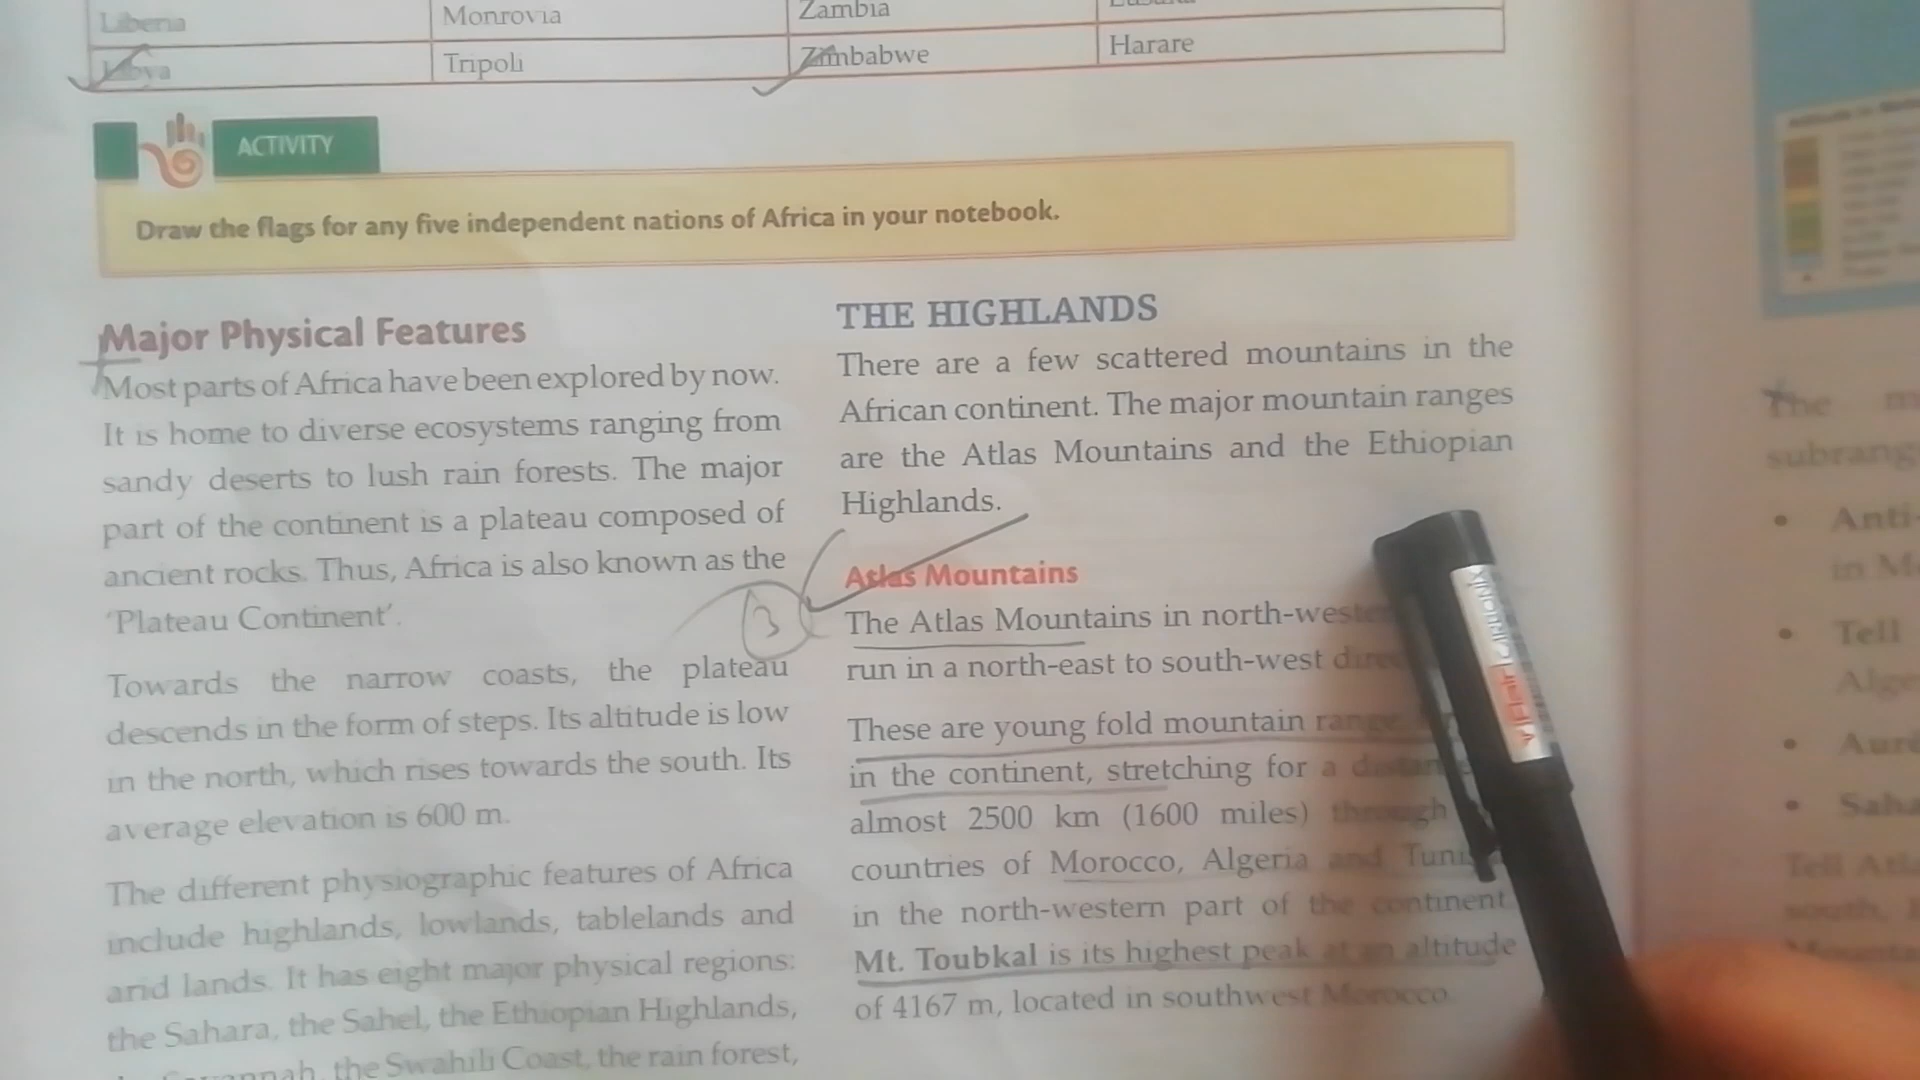 Liberia Monrovia Zambia
Libya Tripoli Zimbabwe Harare
ACTIVITY
Draw the flags for any five independent nations of Africa in your notebook.
Major Physical Features
Most parts of Africa have been explored by now.
It is home to diverse ecosystems ranging from
sandy deserts to lush rain forests. The major
part of the continent is a plateau composed of
ancient rocks. Thus, Africa is also known as the
'Plateau Continent'.
Towards the narrow coasts, the plateau
descends in the form of steps. Its altitude is low
in the north, which rises towards the south. Its
average elevation is 600 m.
The different physiographic features of Africa
include highlands, lowlands, tablelands and
arid lands. It has eight major physical regions:
the Sahara, the Sahel, the Ethiopian Highlands,
the Swahili Coast, the rain forest,
THE HIGHLANDS
There are a few scattered mountains in the
African continent. The major mountain ranges
are the Atlas Mountains and the Ethiopian
Highlands.
3
Atlas Mountains
The Atlas Mountains in north-west
run in a north-east to south-west
These are young fold mountain
in the continent, stretching for a
almost 2500 km (1600 miles) through
countries of Morocco, Algeria and
in the north-western part of the continent
Mt. Toubkal is its highest peak at an altitude
of 4167 m, located in southwest Morocco.
The
subrang
Anti-
in M
Tell
Alge
Saha
Tell Atl
south,